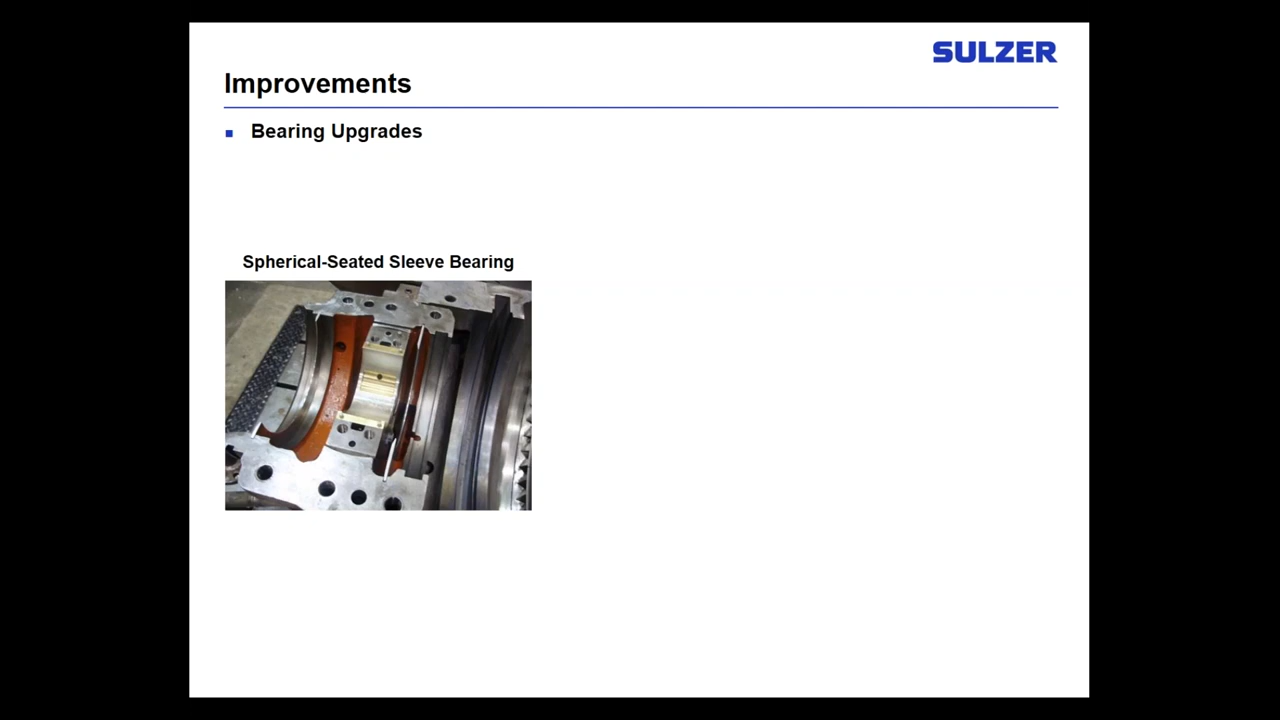 SULZER
Improvements
Bearing Upgrades
Spherical-Seated Sleeve Bearing